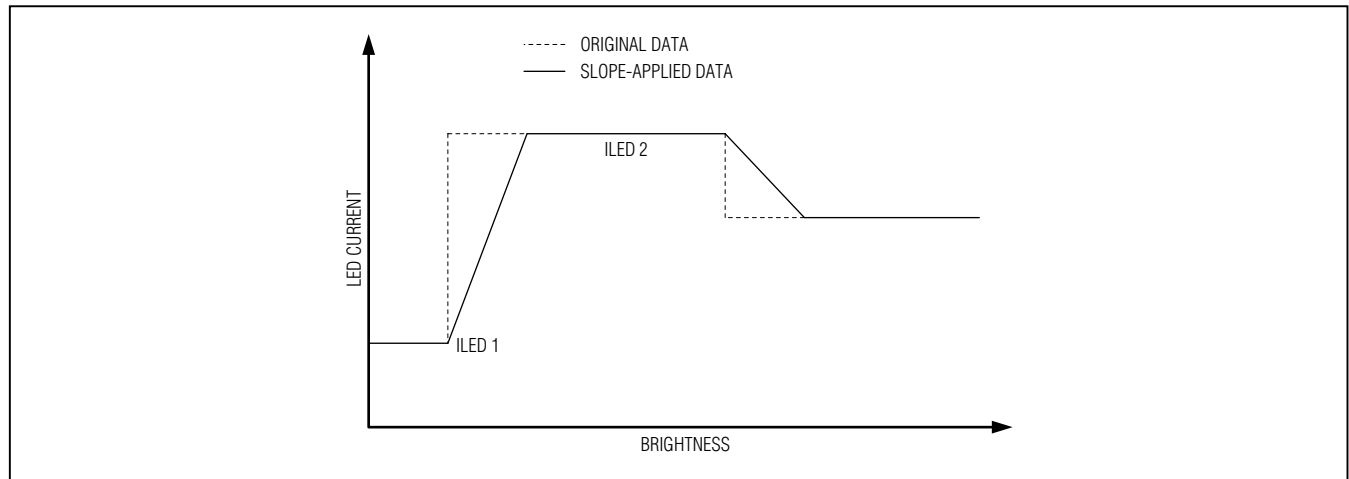 ORIGINAL DATA
SLOPE-APPLIED DATA
ILED 2
LED CURRENT
ILED 1
BRIGHTNESS